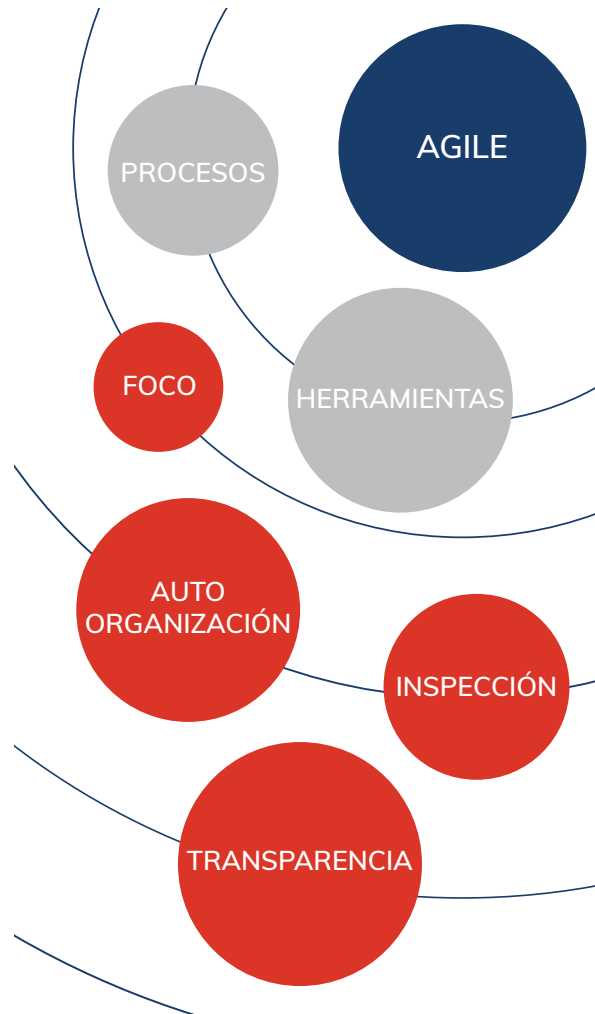 AGILE
PROCESOS
FOCO
HERRAMIENTAS
AUTO
ORGANIZACIÓN
INSPECCIÓN
TRANSPARENCIA